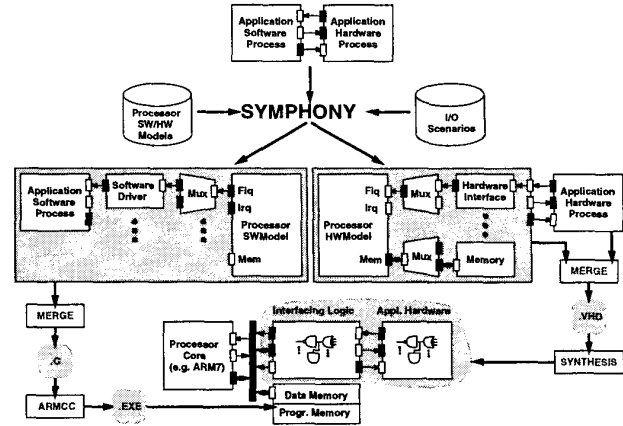 Application
Software
Process
Application
Hardware
Process
Processor
SW/HW
Models
SYMPHONY
I/O
Scenarios
Application
Software
Process
Software
Driver
Mux
Fiq
Irq
Processor
SWModel
Mem
Fiq
Irq
Processor
HWModel
Mem
Mux
Hardware
Interface
Mux
Memory
Application
Hardware
Process
MERGE
MERGE
.C
.VHD
ARMCC
.EXE
SYNTHESIS
Interfacing Logic
Appl. Hardware
Processor
Core
(e.g. ARM7)
Data Memory
Progr. Memory